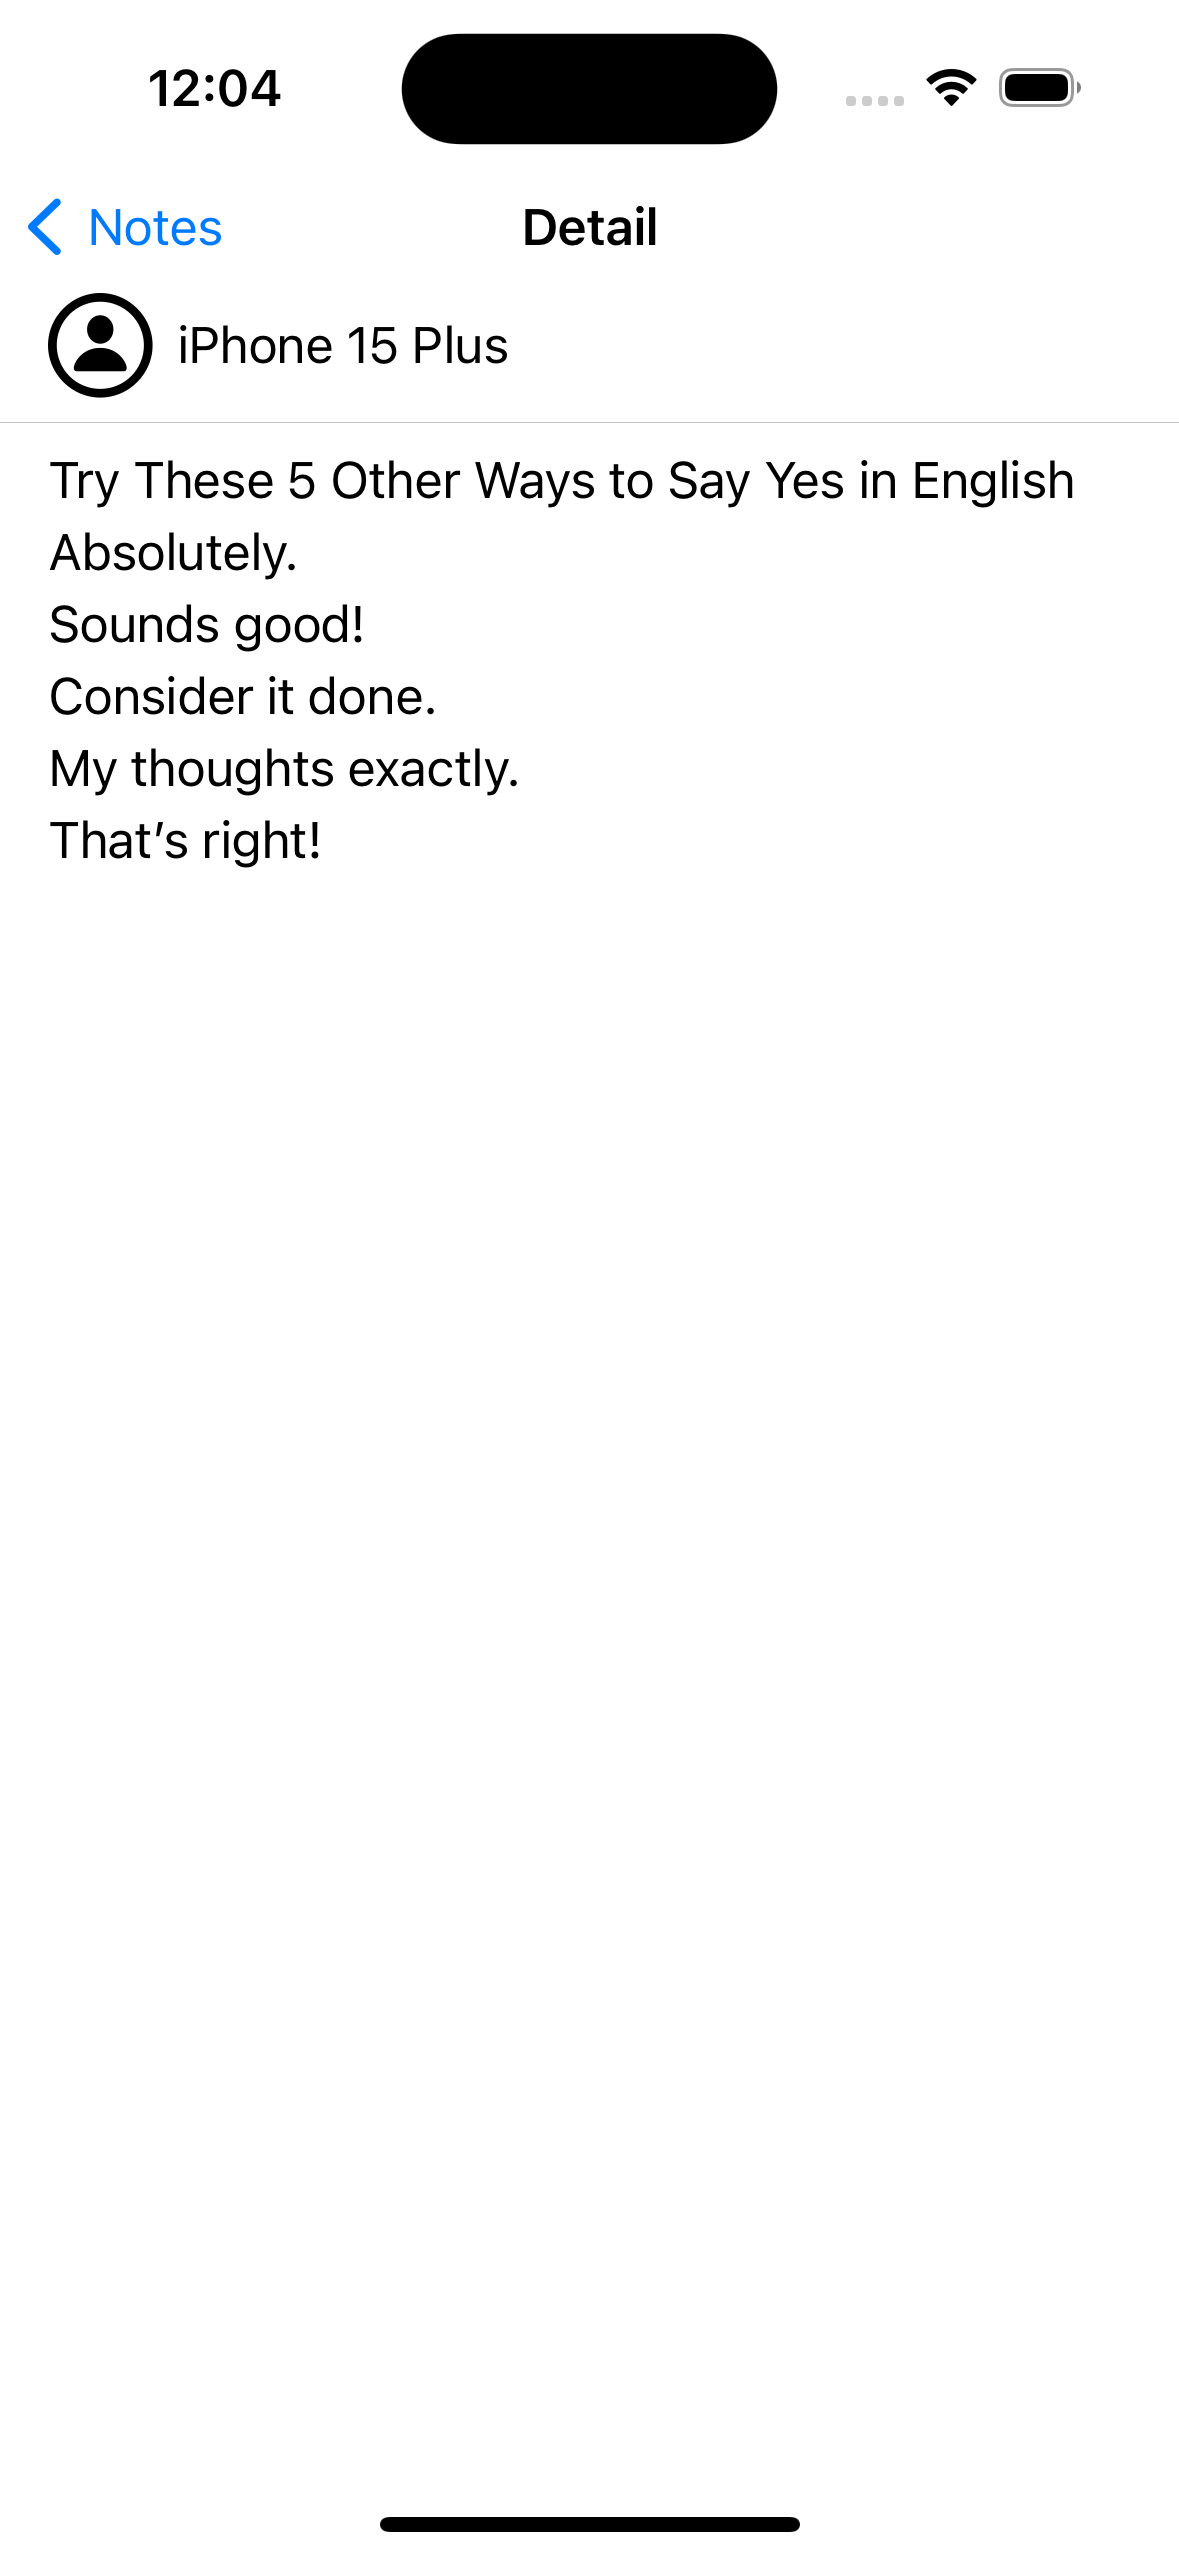 12:04
Notes
Detail
iPhone 15 Plus
Try These 5 Other Ways to Say Yes in English
Absolutely.
Sounds good!
Consider it done.
My thoughts exactly.
That’s right!